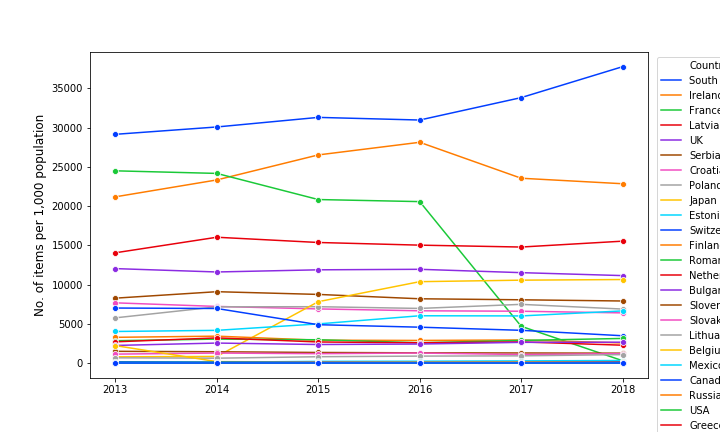 No. of items per 1,000 population
35000
30000
25000
20000
15000
10000
5000
0
2013 2014 2015 2016 2017 2018
Countr
South
Ireland
France
Latvia
UK
Serbia
Croatia
Poland
Japan
Estoni
Switze
Finlan
Roman
Nether
Bulgar
Sloven
Slovak
Lithua
Belgiu
Mexico
Canad
Russia
USA
Greec